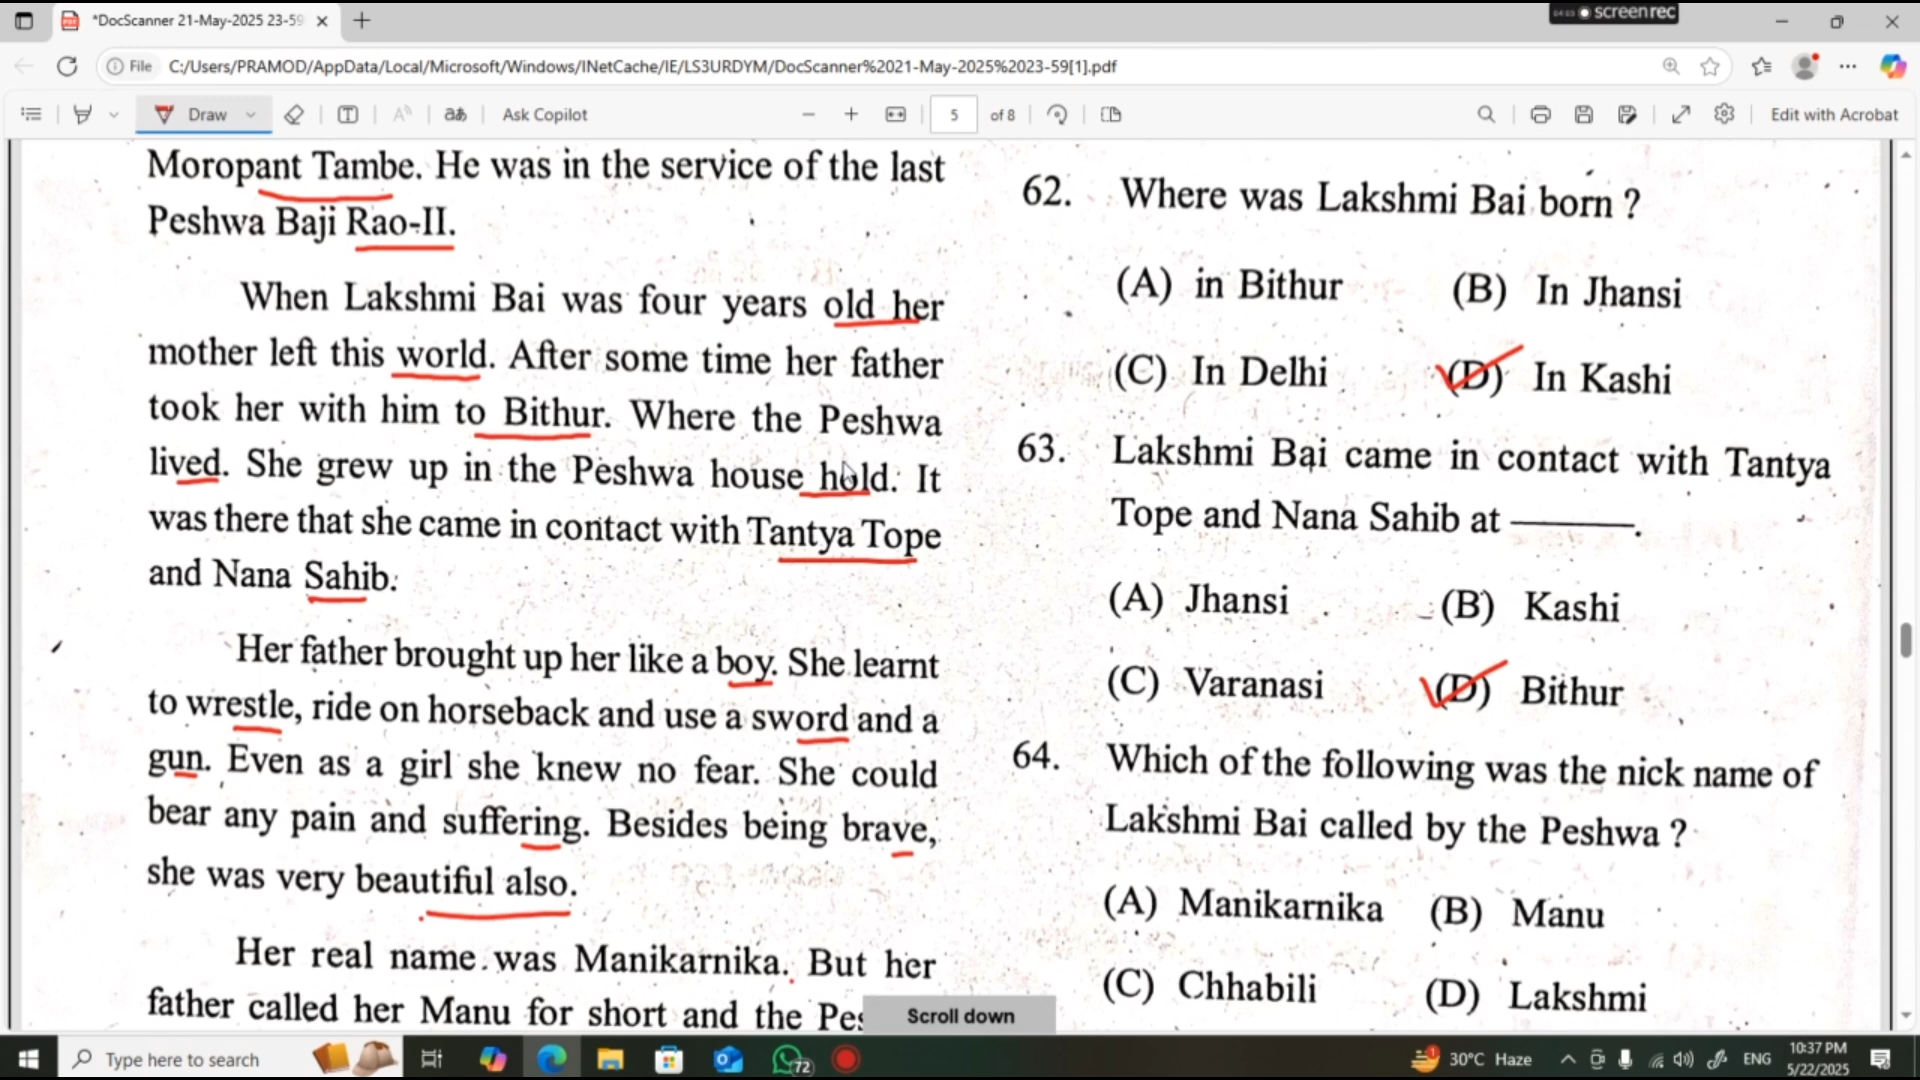 *DocScanner 21-May-2025 23-59
04:03 screenrec
File C:/Users/PRAMOD/AppData/Local/Microsoft/Windows/INetCache/IE/LS3URDYM/DocScanner%2021-May-2025%2023-59[1].pdf
Draw Ask Copilot 5 of 8 Edit with Acrobat
Moropant Tambe. He was in the service of the last
Peshwa Baji Rao-II.
When Lakshmi Bai was four years old her
mother left this world. After some time her father
took her with him to Bithur. Where the Peshwa
lived. She grew up in the Peshwa house hold. It
was there that she came in contact with Tantya Tope
and Nana Sahib.
Her father brought up her like a boy. She learnt
to wrestle, ride on horseback and use a sword and a
gun. Even as a girl she knew no fear. She could
bear any pain and suffering. Besides being brave,
she was very beautiful also.
Her real name was Manikarnika. But her
father called her Manu for short and the Pes
62. Where was Lakshmi Bai born ?
(A) in Bithur (B) In Jhansi
(C) In Delhi (D) In Kashi
63. Lakshmi Bai came in contact with Tantya
Tope and Nana Sahib at ———.
(A) Jhansi (B) Kashi
(C) Varanasi (D) Bithur
64. Which of the following was the nick name of
Lakshmi Bai called by the Peshwa ?
(A) Manikarnika (B) Manu
(C) Chhabili (D) Lakshmi
Scroll down
Type here to search 72 1 30°C Haze ENG 10:37 PM
5/22/2025